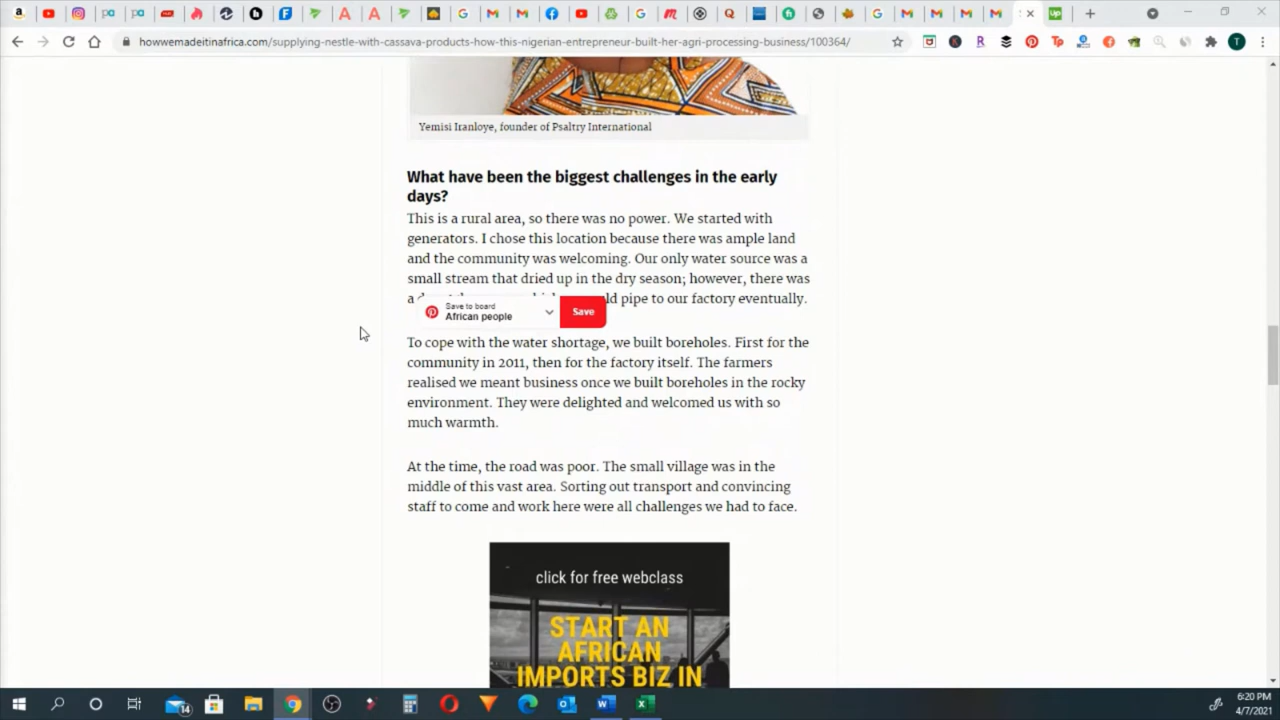 howwemadeitinafrica.com/supplying-nestle-with-cassava-products-how-this-nigerian-entrepreneur-built-her-agri-processing-business/100364/
Yemisi Iranloye, founder of Psaltry International
What have been the biggest challenges in the early
days?
This is a rural area, so there was no power. We started with
generators. I chose this location because there was ample land
and the community was welcoming. Our only water source was a
small stream that dried up in the dry season; however, there was
a pipe to our factory eventually.
Save to board
African people
Save
To cope with the water shortage, we built boreholes. First for the
community in 2011, then for the factory itself. The farmers
realised we meant business once we built boreholes in the rocky
environment. They were delighted and welcomed us with so
much warmth.
At the time, the road was poor. The small village was in the
middle of this vast area. Sorting out transport and convincing
staff to come and work here were all challenges we had to face.
click for free webclass
START AN
AFRICAN
IMPORTS BIZ IN
14
6:20 PM
4/7/2021